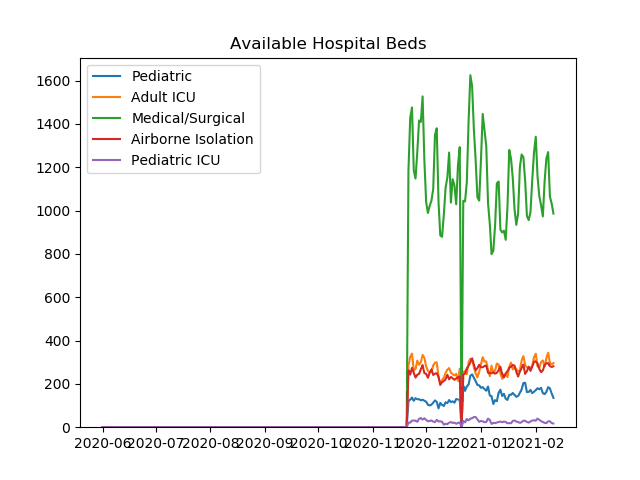 Available Hospital Beds
Pediatric
Adult ICU
Medical/Surgical
Airborne Isolation
Pediatric ICU
1600
1400
1200
1000
800
600
400
200
0
2020-06 2020-07 2020-08 2020-09 2020-10 2020-11 2020-12 2021-01 2021-02